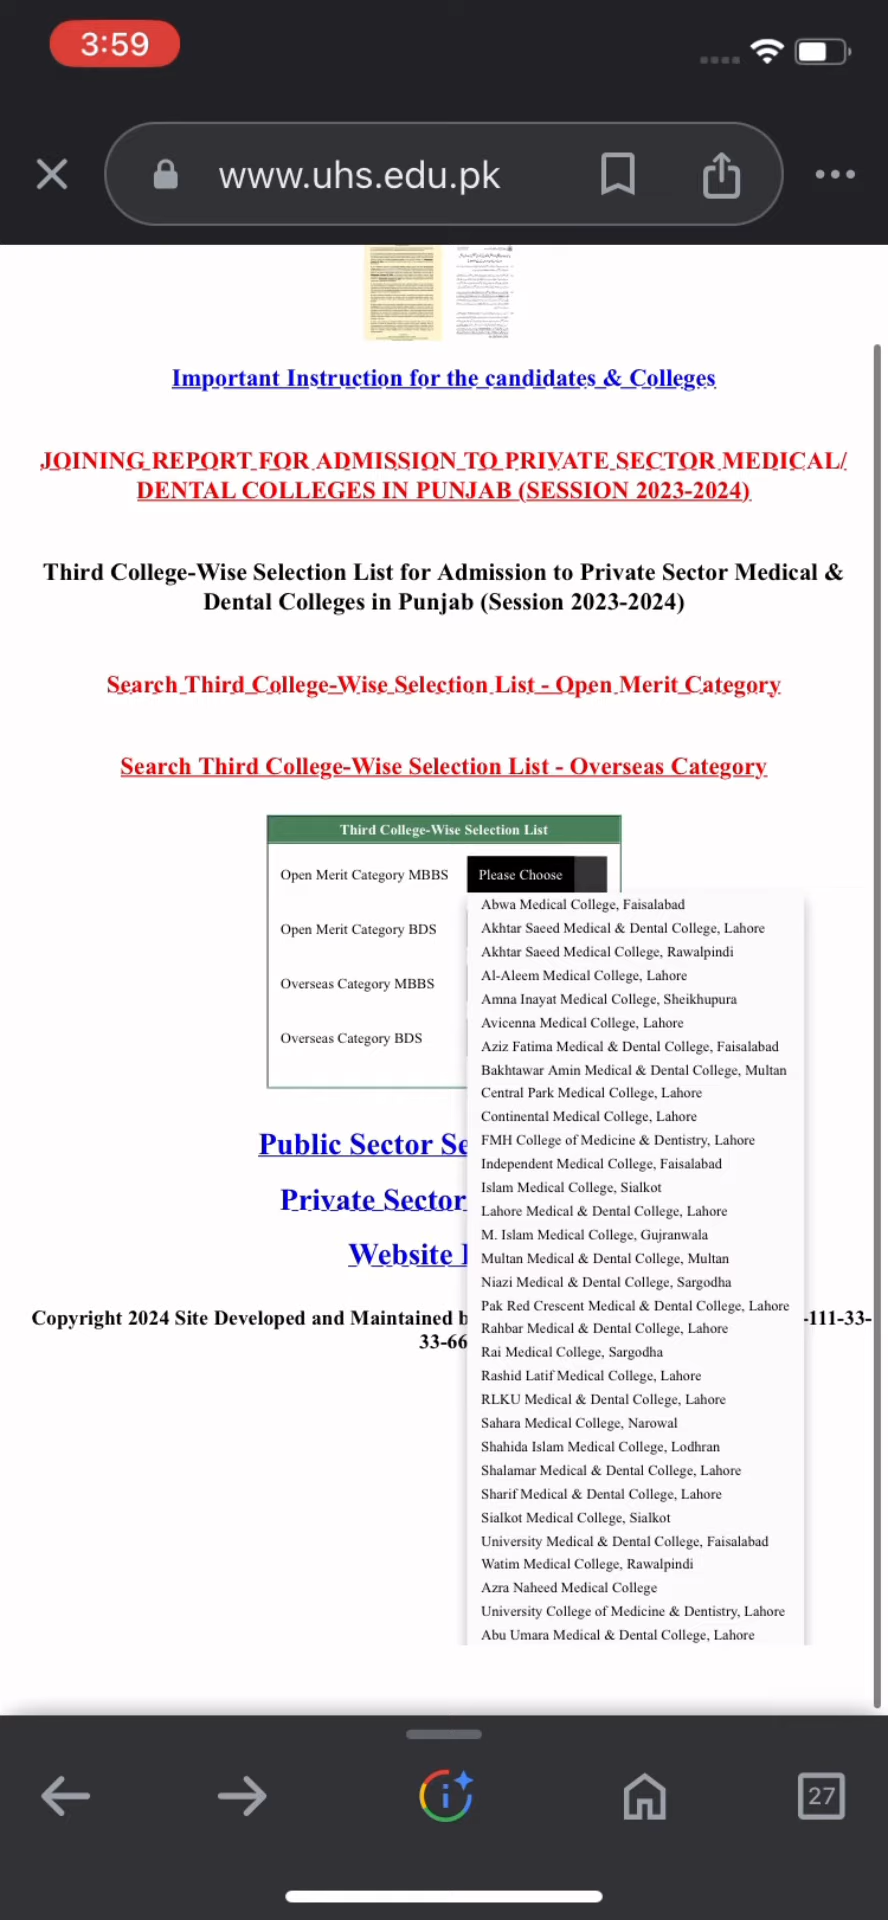 3:59
www.uhs.edu.pk
Important Instruction for the candidates & Colleges
JOINING REPORT FOR ADMISSION TO PRIVATE SECTOR MEDICAL/
DENTAL COLLEGES IN PUNJAB (SESSION 2023-2024)
Third College-Wise Selection List for Admission to Private Sector Medical &
Dental Colleges in Punjab (Session 2023-2024)
Search Third College-Wise Selection List - Open Merit Category
Search Third College-Wise Selection List - Overseas Category
Third College-Wise Selection List
Open Merit Category MBBS
Please Choose
Open Merit Category BDS
Overseas Category MBBS
Overseas Category BDS
Abwa Medical College, Faisalabad
Akhtar Saeed Medical & Dental College, Lahore
Akhtar Saeed Medical College, Rawalpindi
Al-Aleem Medical College, Lahore
Amna Inayat Medical College, Sheikhupura
Avicenna Medical College, Lahore
Aziz Fatima Medical & Dental College, Faisalabad
Bakhtawar Amin Medical & Dental College, Multan
Central Park Medical College, Lahore
Continental Medical College, Lahore
FMH College of Medicine & Dentistry, Lahore
Independent Medical College, Faisalabad
Islam Medical College, Sialkot
Lahore Medical & Dental College, Lahore
M. Islam Medical College, Gujranwala
Multan Medical & Dental College, Multan
Niazi Medical & Dental College, Sargodha
Pak Red Crescent Medical & Dental College, Lahore
Rahbar Medical & Dental College, Lahore
Rai Medical College, Sargodha
Rashid Latif Medical College, Lahore
RLKU Medical & Dental College, Lahore
Sahara Medical College, Narowal
Shahida Islam Medical College, Lodhran
Shalamar Medical & Dental College, Lahore
Sharif Medical & Dental College, Lahore
Sialkot Medical College, Sialkot
University Medical & Dental College, Faisalabad
Watim Medical College, Rawalpindi
Azra Naheed Medical College
University College of Medicine & Dentistry, Lahore
Abu Umara Medical & Dental College, Lahore
Public Sector Se
Private Sector
Website
Copyright 2024 Site Developed and Maintained b -111-33-
33-66
27